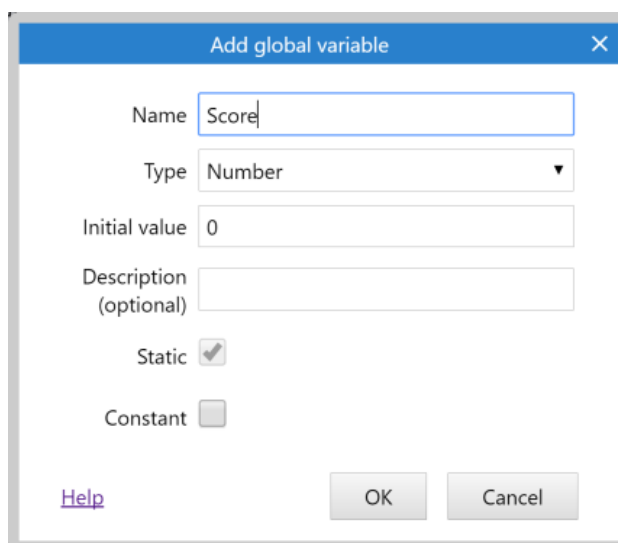 Add global variable
Name Score
Type Number
Initial value 0
Description
(optional)
Static
Constant
Help OK Cancel